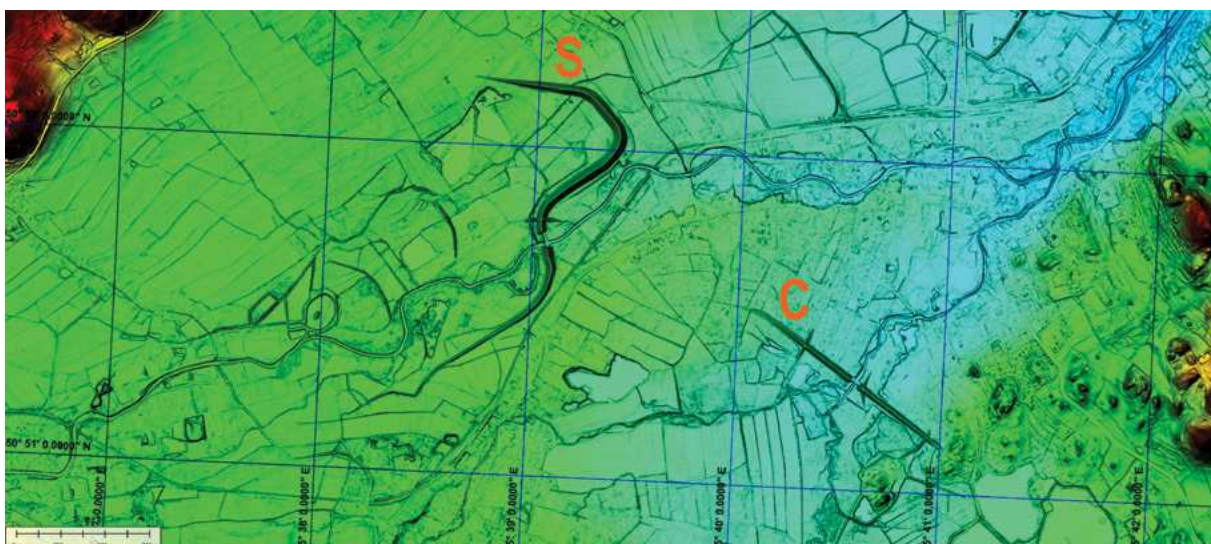 S
C
50 51' 0.0000" N
5° 38' 0.0000" E
5° 39' 0.0000" E
5° 40' 0.0000" E
5° 41' 0.0000" E
5° 42' 0.0000" E